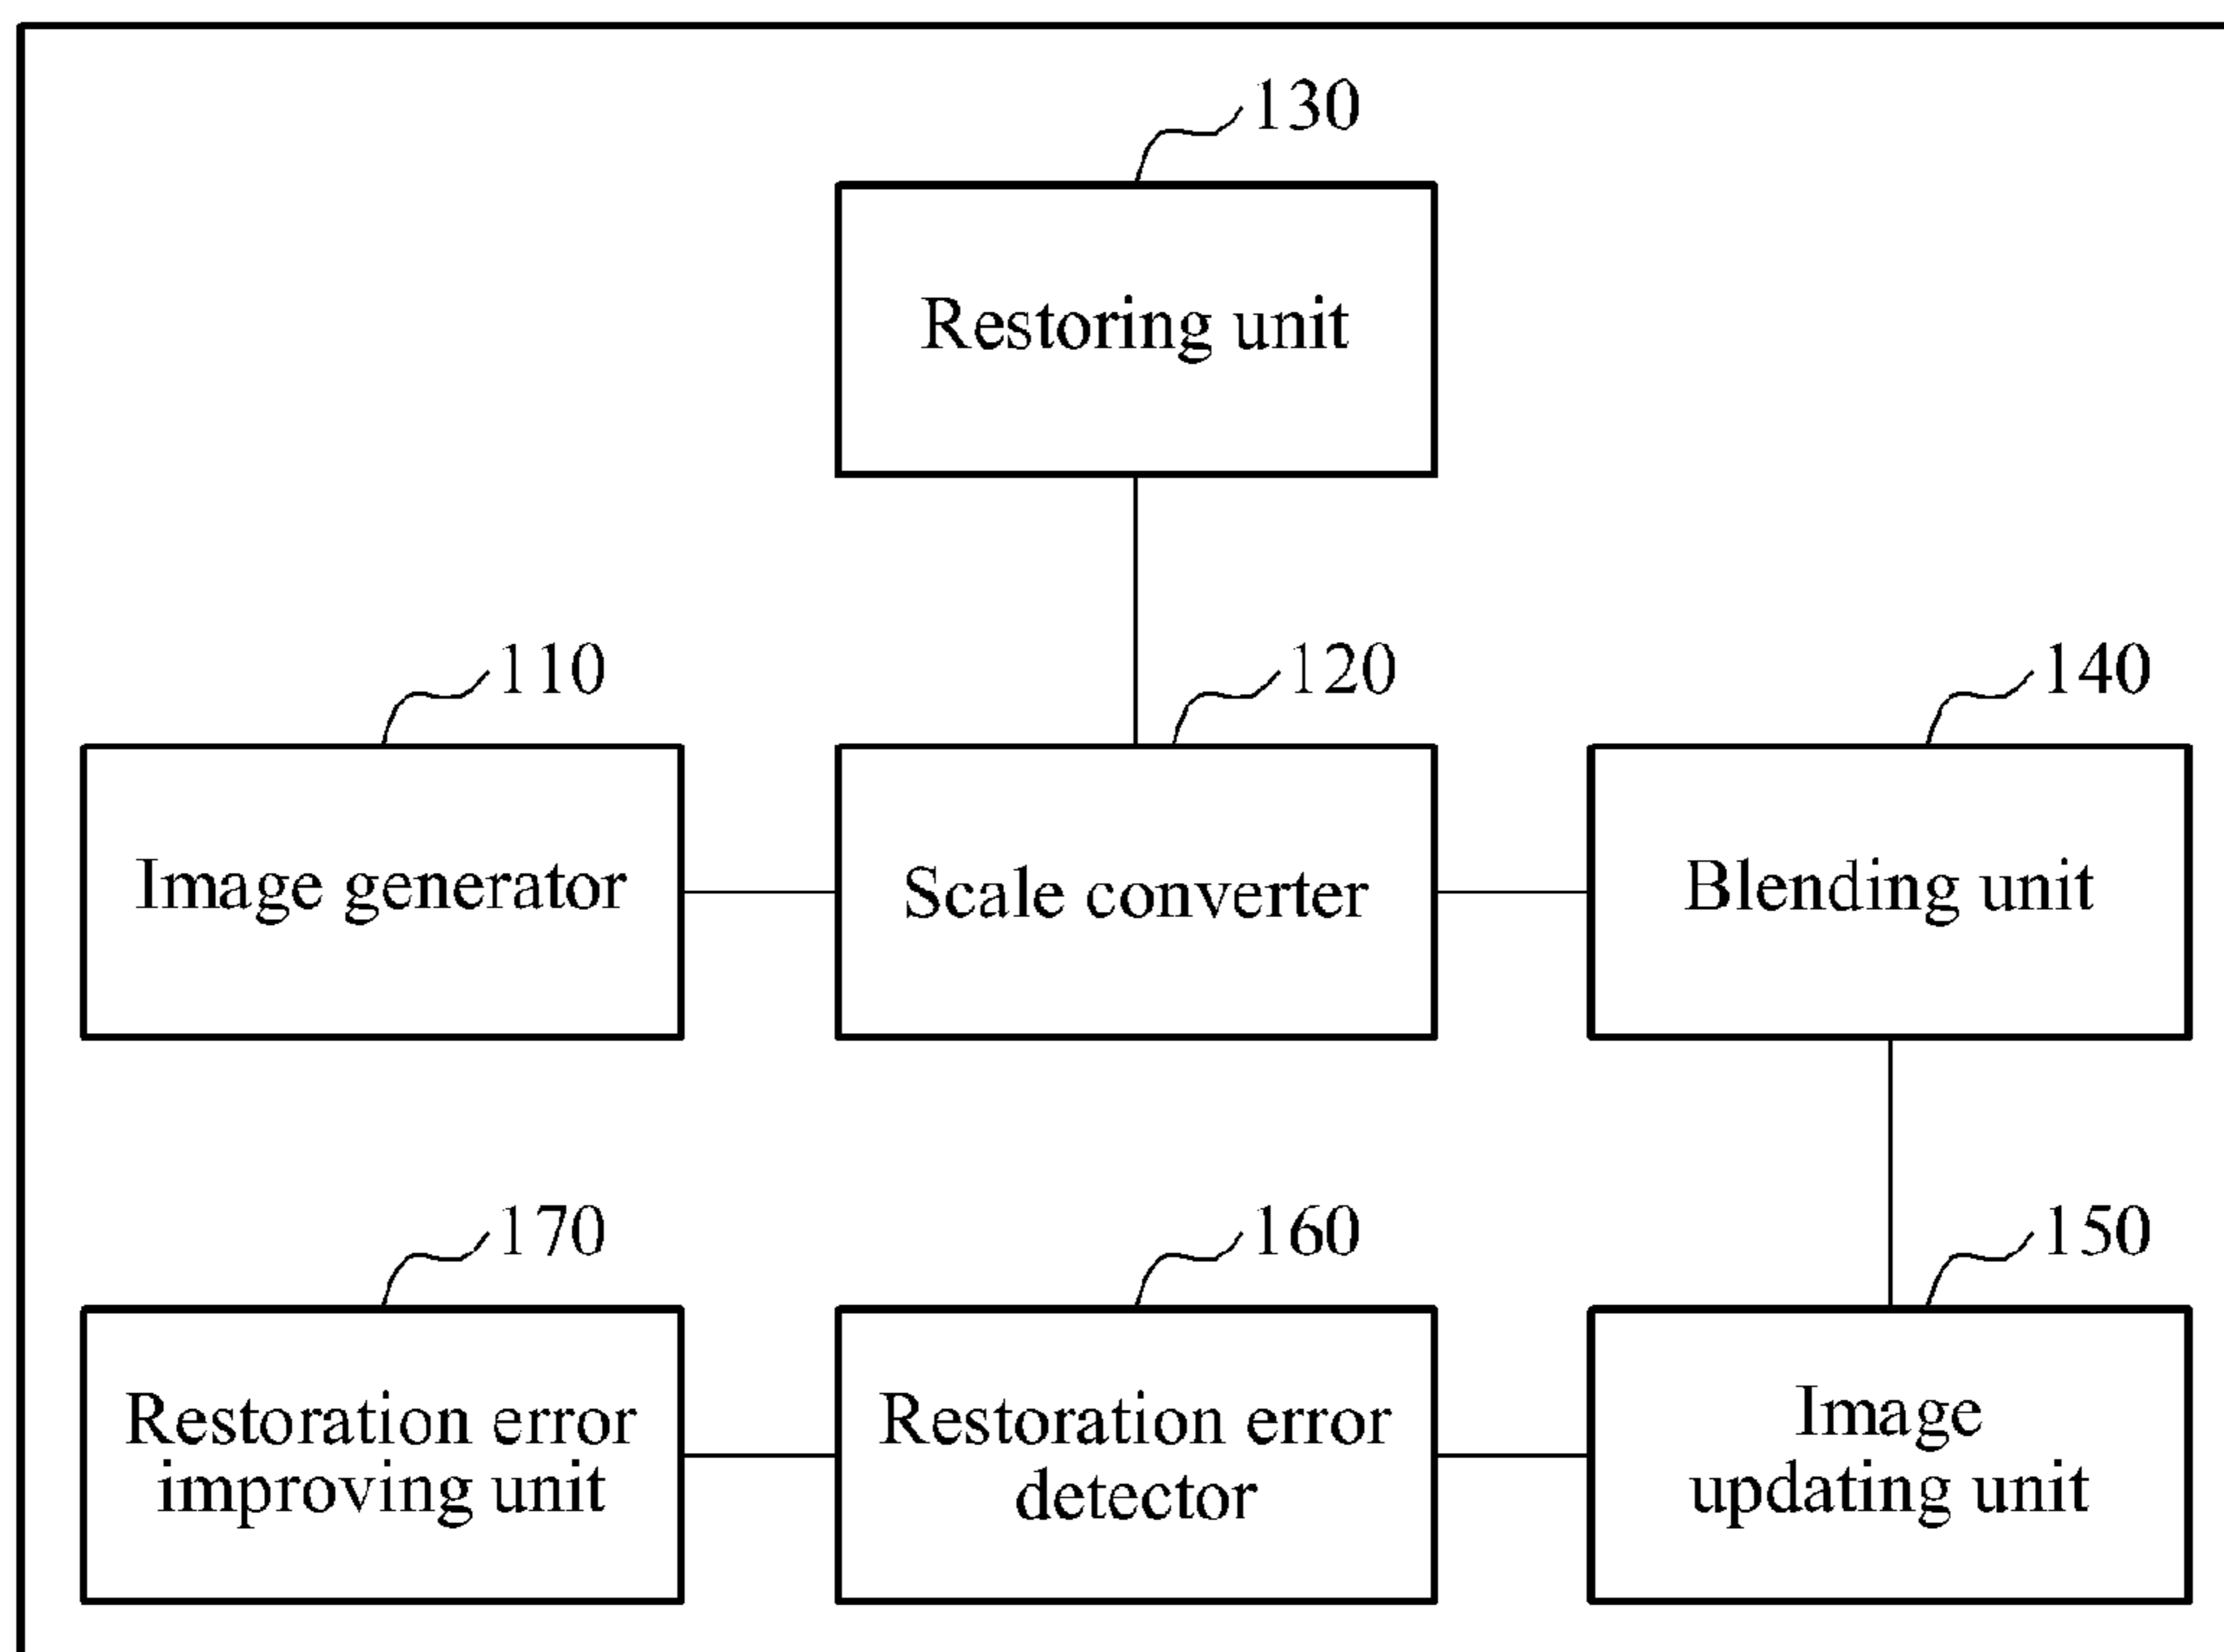 130
Restoring unit
110
120
140
Image generator
Scale converter
Blending unit
170
160
150
Restoration error
improving unit
Restoration error
detector
Image
updating unit